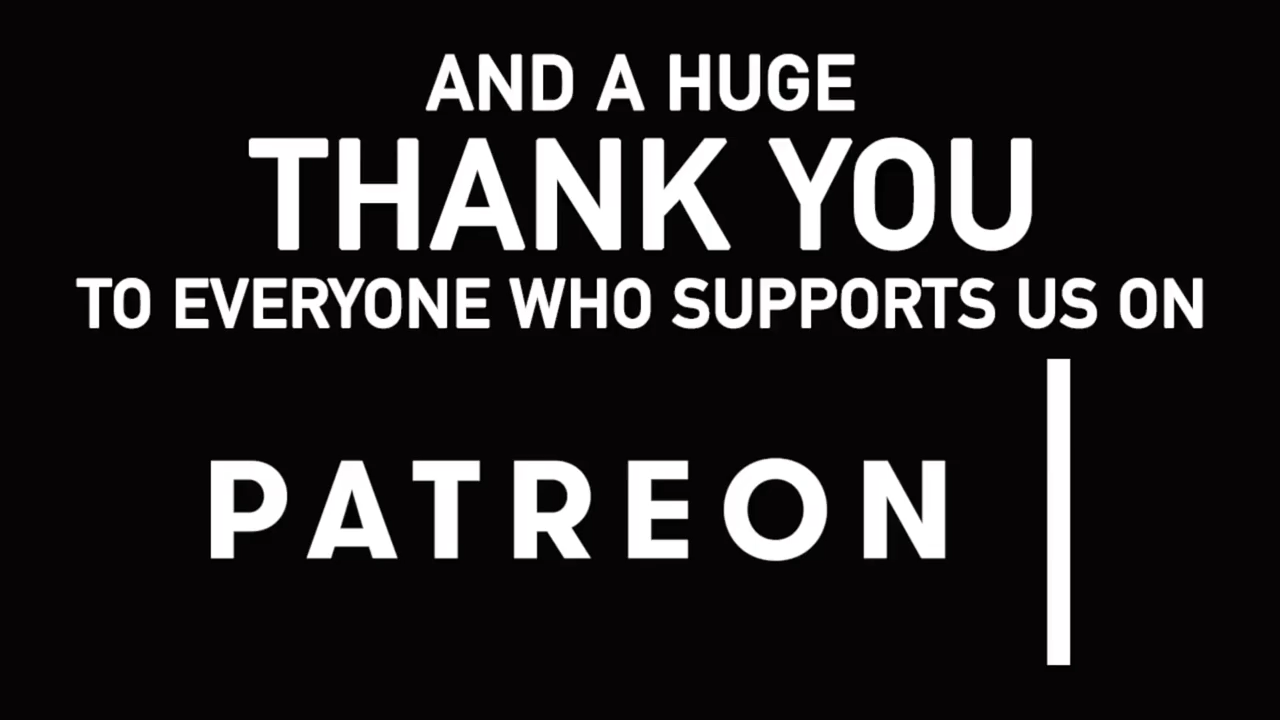 AND A HUGE
THANK YOU
TO EVERYONE WHO SUPPORTS US ON
PATREON